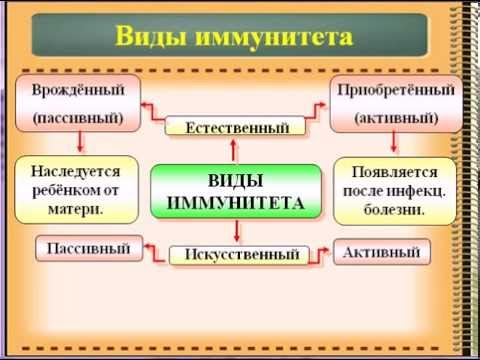 Виды иммунитета
Врождённый
(пассивный)
Приобретённый
(активный)
Естественный
Наследуется
ребёнком от
матери.
ВИДЫ
ИММУНИТЕТА
Появляется
после инфекц.
болезни.
Пассивный
Искусственный
Активный